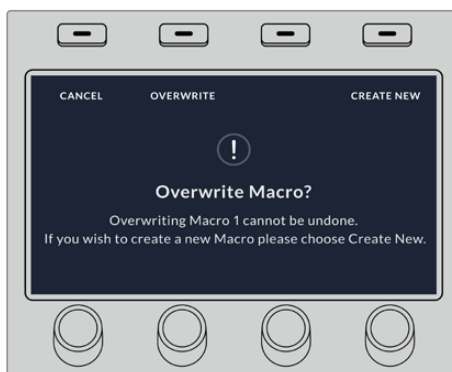 CANCEL OVERWRITE CREATE NEW
Overwrite Macro?
Overwriting Macro 1 cannot be undone.
If you wish to create a new Macro please choose Create New.